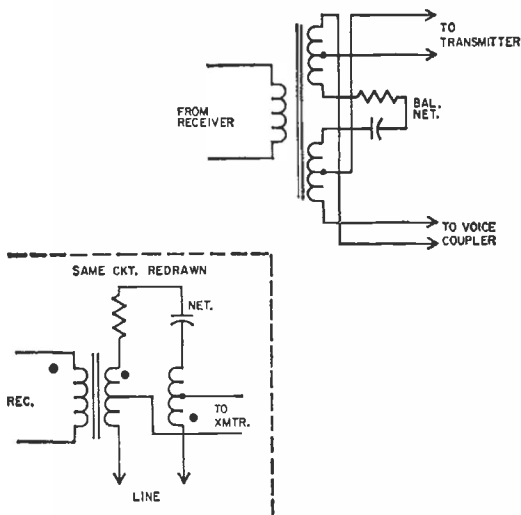 TO
TRANSMITTER
FROM
RECEIVER
BAL.
NET.
TO VOICE
COUPLER
SAME CKT. REDRAWN
NET.
REC.
TO
XMTR.
LINE